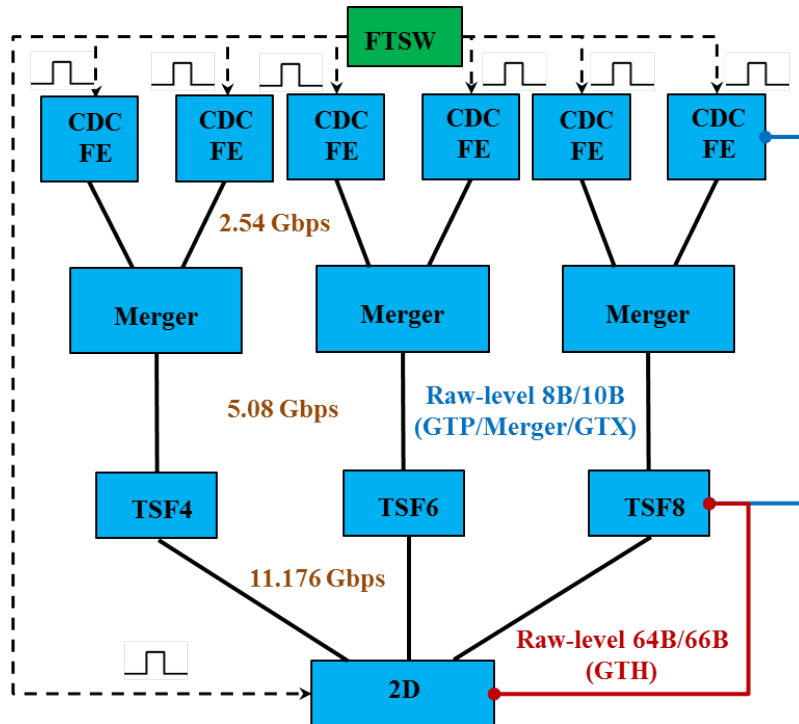 FTSW
CDC
FE
CDC
FE
CDC
FE
CDC
FE
CDC
FE
CDC
FE
2.54 Gbps
Merger
Merger
Merger
5.08 Gbps
Raw-level 8B/10B
(GTP/Merger/GTX)
TSF4
TSF6
TSF8
11.176 Gbps
Raw-level 64B/66B
(GTH)
2D